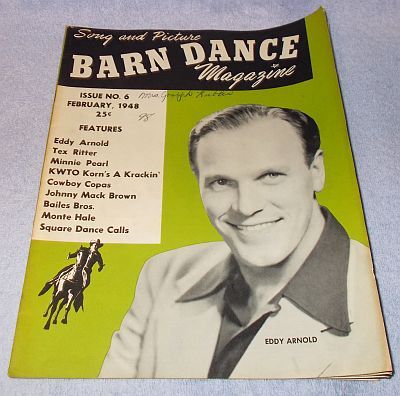 Song and Picture
BARN DANCE
Magazine
ISSUE NO. 6
FEBRUARY, 1948
25¢
FEATURES
Eddy Arnold
Tex Ritter
Minnie Pearl
KWTO Korn's A Krackin'
Cowboy Copas
Johnny Mack Brown
Bailes Bros.
Monte Hale
Square Dance Calls
EDDY ARNOLD